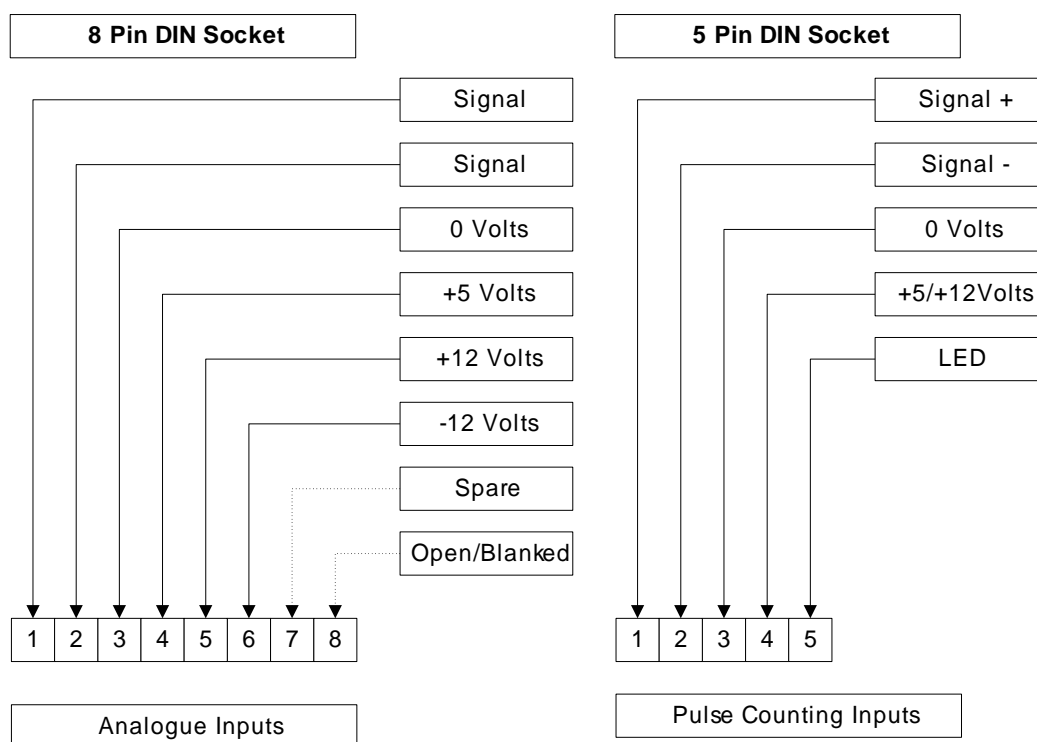 8 Pin DIN Socket
Signal
Signal
0 Volts
+5 Volts
+12 Volts
-12 Volts
Spare
Open/Blanked
1 2 3 4 5 6 7 8
Analogue Inputs
5 Pin DIN Socket
Signal +
Signal -
0 Volts
+5/+12Volts
LED
1 2 3 4 5
Pulse Counting Inputs